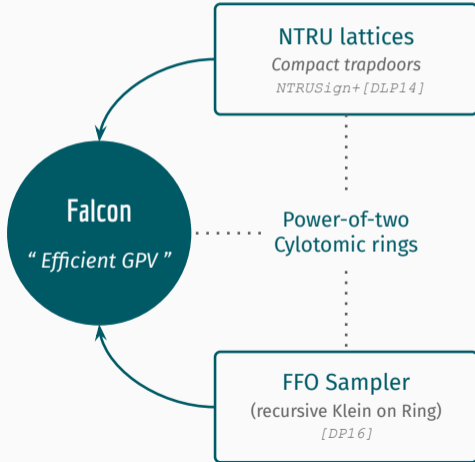 NTRU lattices
Compact trapdoors
NTRUSign+[DLP14]
Falcon
“ Efficient GPV ”
Power-of-two
Cylotomic rings
FFO Sampler
(recursive Klein on Ring)
[DP16]